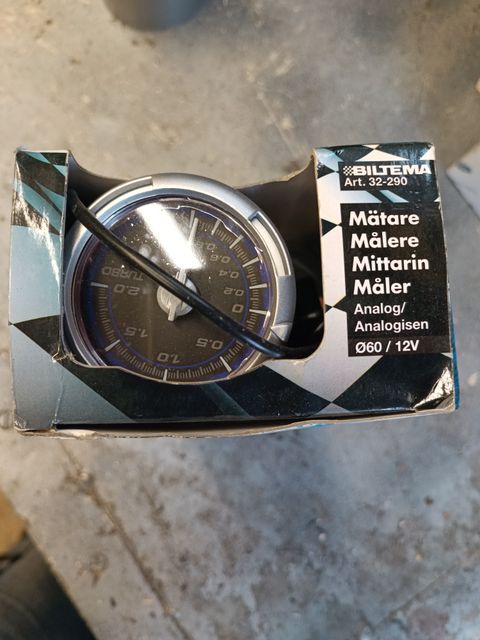 BILTEMA
Art. 32-290
Mätare
Målere
Mittarin
Måler
Analog/
Analogisen
Ø60 / 12V
TURBO
0.8
0.6
0.4
0.2
0
0.5
1.0
1.5
2.0